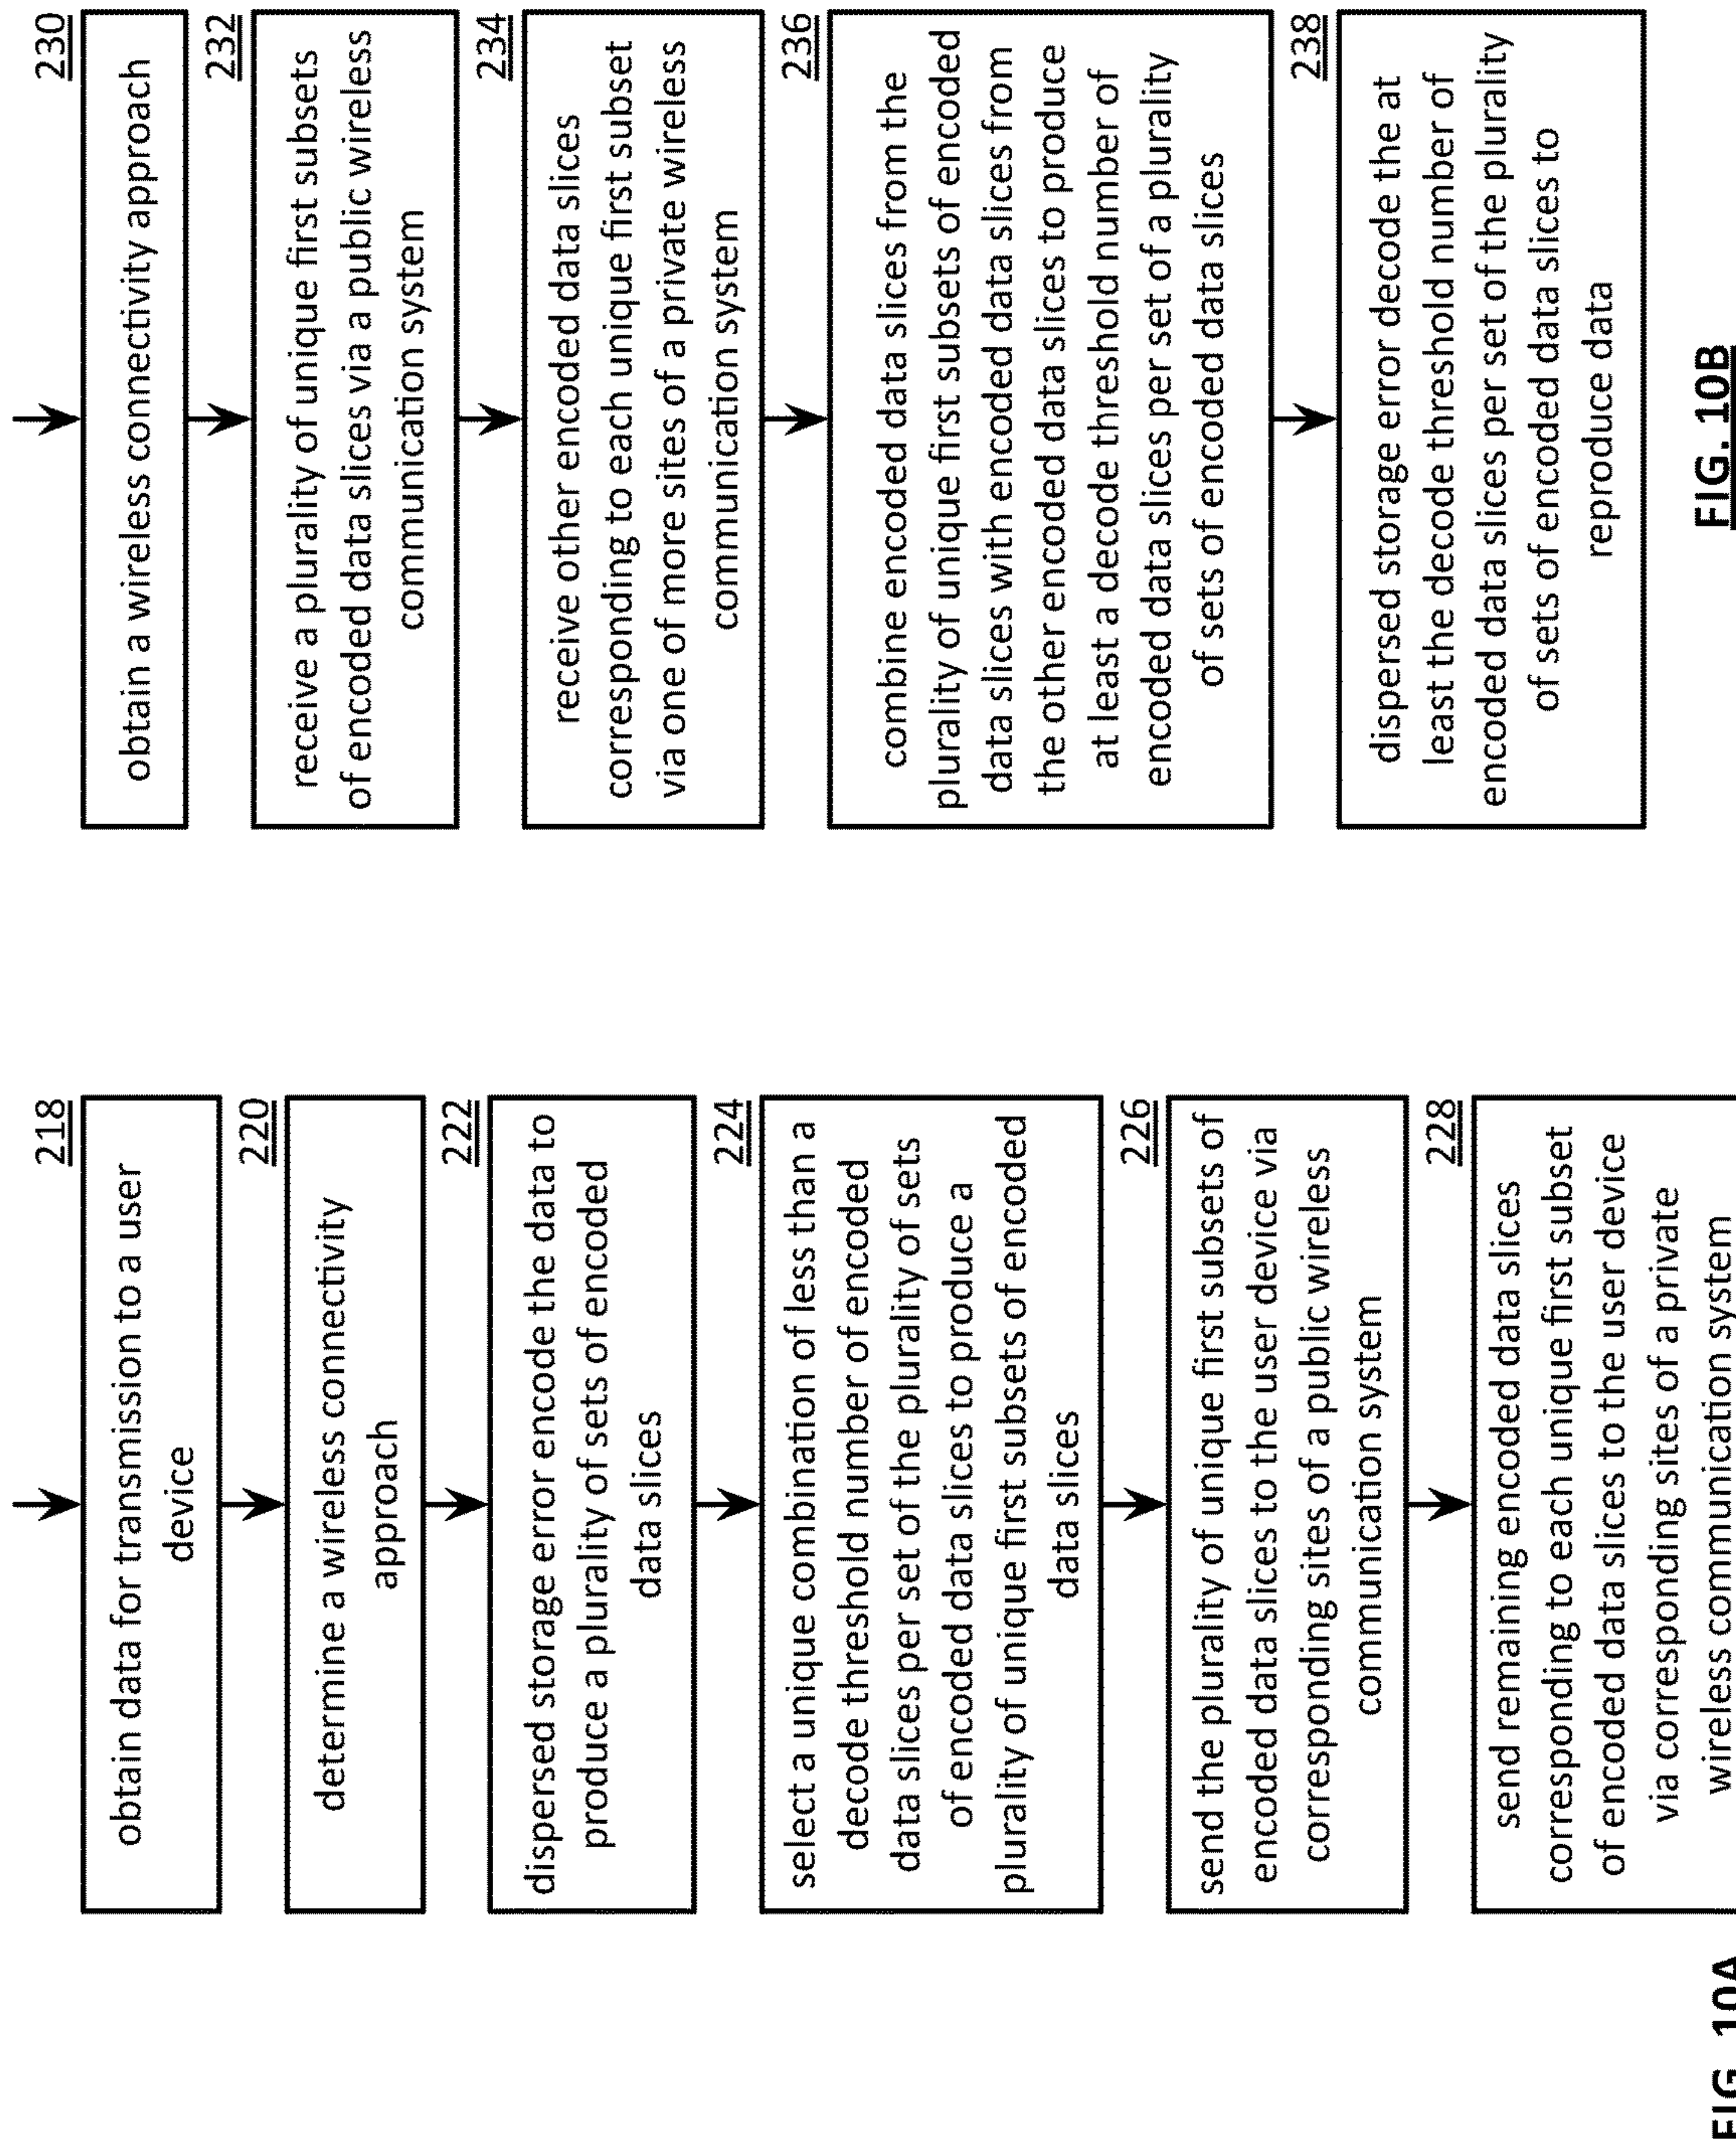 218
obtain data for transmission to a user
device
220
determine a wireless connectivity
approach
222
dispersed storage error encode the data to
produce a plurality of sets of encoded
data slices
224
select a unique combination of less than a
decode threshold number of encoded
data slices per set of the plurality of sets
of encoded data slices to produce a
plurality of unique first subsets of encoded
data slices
226
send the plurality of unique first subsets of
encoded data slices to the user device via
corresponding sites of a public wireless
communication system
228
send remaining encoded data slices
corresponding to each unique first subset
of encoded data slices to the user device
via corresponding sites of a private
wireless communication system
FIG. 10A
230
obtain a wireless connectivity approach
232
receive a plurality of unique first subsets
of encoded data slices via a public wireless
communication system
234
receive other encoded data slices
corresponding to each unique first subset
via one of more sites of a private wireless
communication system
236
combine encoded data slices from the
plurality of unique first subsets of encoded
data slices with encoded data slices from
the other encoded data slices to produce
at least a decode threshold number of
encoded data slices per set of a plurality
of sets of encoded data slices
238
dispersed storage error decode the at
least the decode threshold number of
encoded data slices per set of the plurality
of sets of encoded data slices to
reproduce data
FIG. 10B